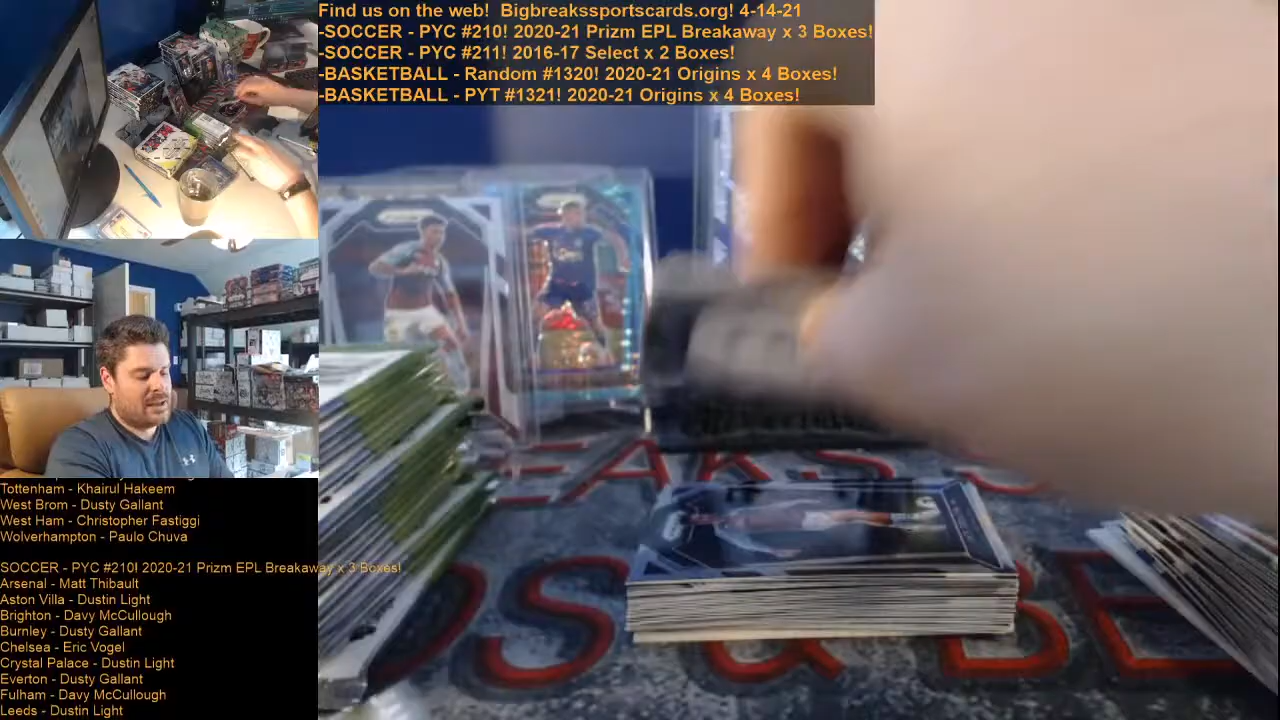 Find us on the web! Bigbreakssportscards.org! 4-14-21
-SOCCER - PYC #210! 2020-21 Prizm EPL Breakaway x 3 Boxes!
-SOCCER - PYC #211! 2016-17 Select x 2 Boxes!
-BASKETBALL - Random #1320! 2020-21 Origins x 4 Boxes!
-BASKETBALL - PYT #1321! 2020-21 Origins x 4 Boxes!
Tottenham - Khairul Hakeem
West Brom - Dusty Gallant
West Ham - Christopher Fastiggi
Wolverhampton - Paulo Chuva
SOCCER - PYC #210! 2020-21 Prizm EPL Breakaway x 3 Boxes!
Arsenal - Matt Thibault
Aston Villa - Dustin Light
Brighton - Davy McCullough
Burnley - Dusty Gallant
Chelsea - Eric Vogel
Crystal Palace - Dustin Light
Everton - Dusty Gallant
Fulham - Davy McCullough
Leeds - Dustin Light